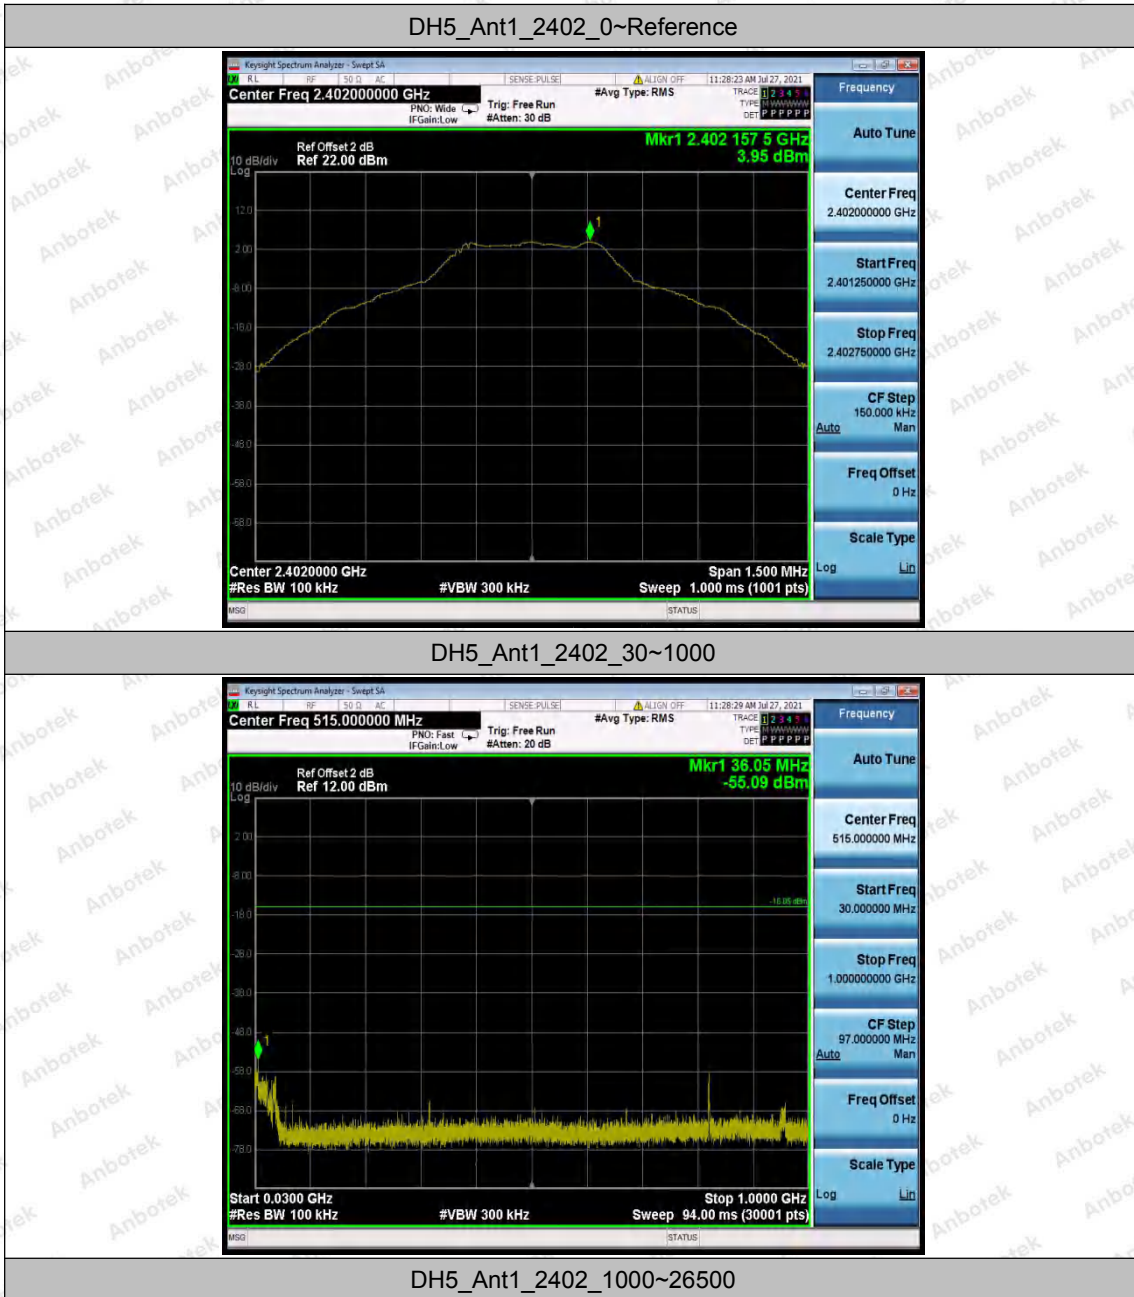 DH5_Ant1_2402_0~Reference
Keysight Spectrum Analyzer - Swept SA
RL RF 50 Ω AC SENSE:PULSE ALIGN OFF 11:28:23 AM Jul 27, 2021
Center Freq 2.402000000 GHz #Avg Type: RMS TRACE 1 2 3 4 5 6
PNO: Wide Trig: Free Run TYPE
IFGain:Low #Atten: 30 dB DET P P P P P P
Frequency
Auto Tune
Mkr1 2.402 157 5 GHz
3.95 dBm
Ref Offset 2 dB
10 dB/div Ref 22.00 dBm
Log
12.0
2.00
-8.00
-18.0
-28.0
-38.0
-48.0
-58.0
-68.0
1
Center Freq
2.402000000 GHz
Start Freq
2.401250000 GHz
Stop Freq
2.402750000 GHz
CF Step
150.000 kHz
Auto Man
Freq Offset
0 Hz
Scale Type
Log Lin
Center 2.4020000 GHz Span 1.500 MHz
#Res BW 100 kHz #VBW 300 kHz Sweep 1.000 ms (1001 pts)
MSG STATUS
DH5_Ant1_2402_30~1000
Keysight Spectrum Analyzer - Swept SA
RL RF 50 Ω AC SENSE:PULSE ALIGN OFF 11:28:29 AM Jul 27, 2021
Center Freq 515.000000 MHz #Avg Type: RMS TRACE 1 2 3 4 5 6
PNO: Fast Trig: Free Run TYPE
IFGain:Low #Atten: 20 dB DET P P P P P P
Frequency
Auto Tune
Mkr1 36.05 MHz
-55.09 dBm
Ref Offset 2 dB
10 dB/div Ref 12.00 dBm
Log
2.00
-8.00
-18.0
-28.0
-38.0
-48.0
-58.0
-68.0
-78.0
-16.05 dBm
1
Center Freq
515.000000 MHz
Start Freq
30.000000 MHz
Stop Freq
1.000000000 GHz
CF Step
97.000000 MHz
Auto Man
Freq Offset
0 Hz
Scale Type
Log Lin
Start 0.0300 GHz Stop 1.0000 GHz
#Res BW 100 kHz #VBW 300 kHz Sweep 94.00 ms (30001 pts)
MSG STATUS
DH5_Ant1_2402_1000~26500